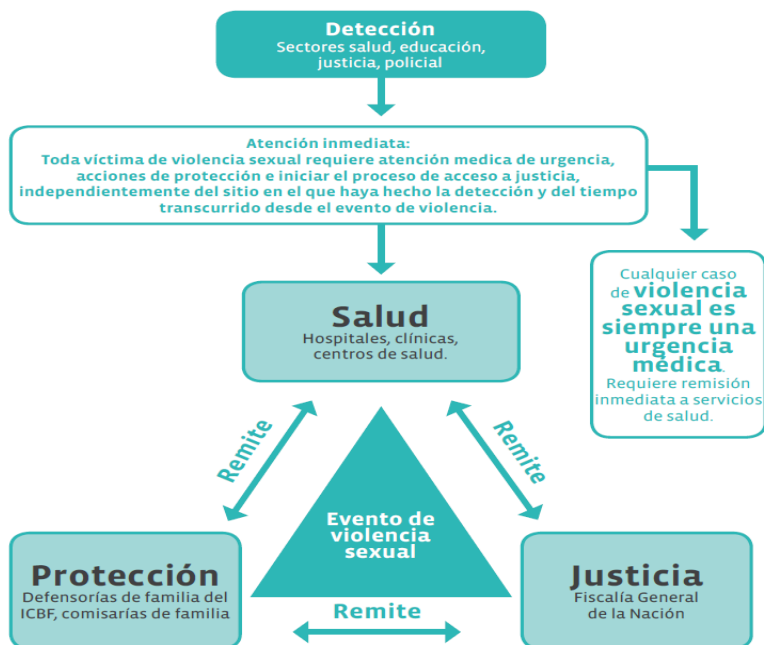 Detección
Sectores salud, educación,
justicia, policial
Atención inmediata:
Toda víctima de violencia sexual requiere atención medica de urgencia,
acciones de protección e iniciar el proceso de acceso a justicia,
independientemente del sitio en el que haya hecho la detección y del tiempo
transcurrido desde el evento de violencia.
Cualquier caso
de violencia
sexual es
siempre una
urgencia
médica.
Requiere remisión
inmediata a servicios
de salud.
Salud
Hospitales, clínicas,
centros de salud.
Remite
Remite
Evento de
violencia
sexual
Protección
Defensorías de familia del
ICBF, comisarías de familia
Remite
Justicia
Fiscalía General
de la Nación